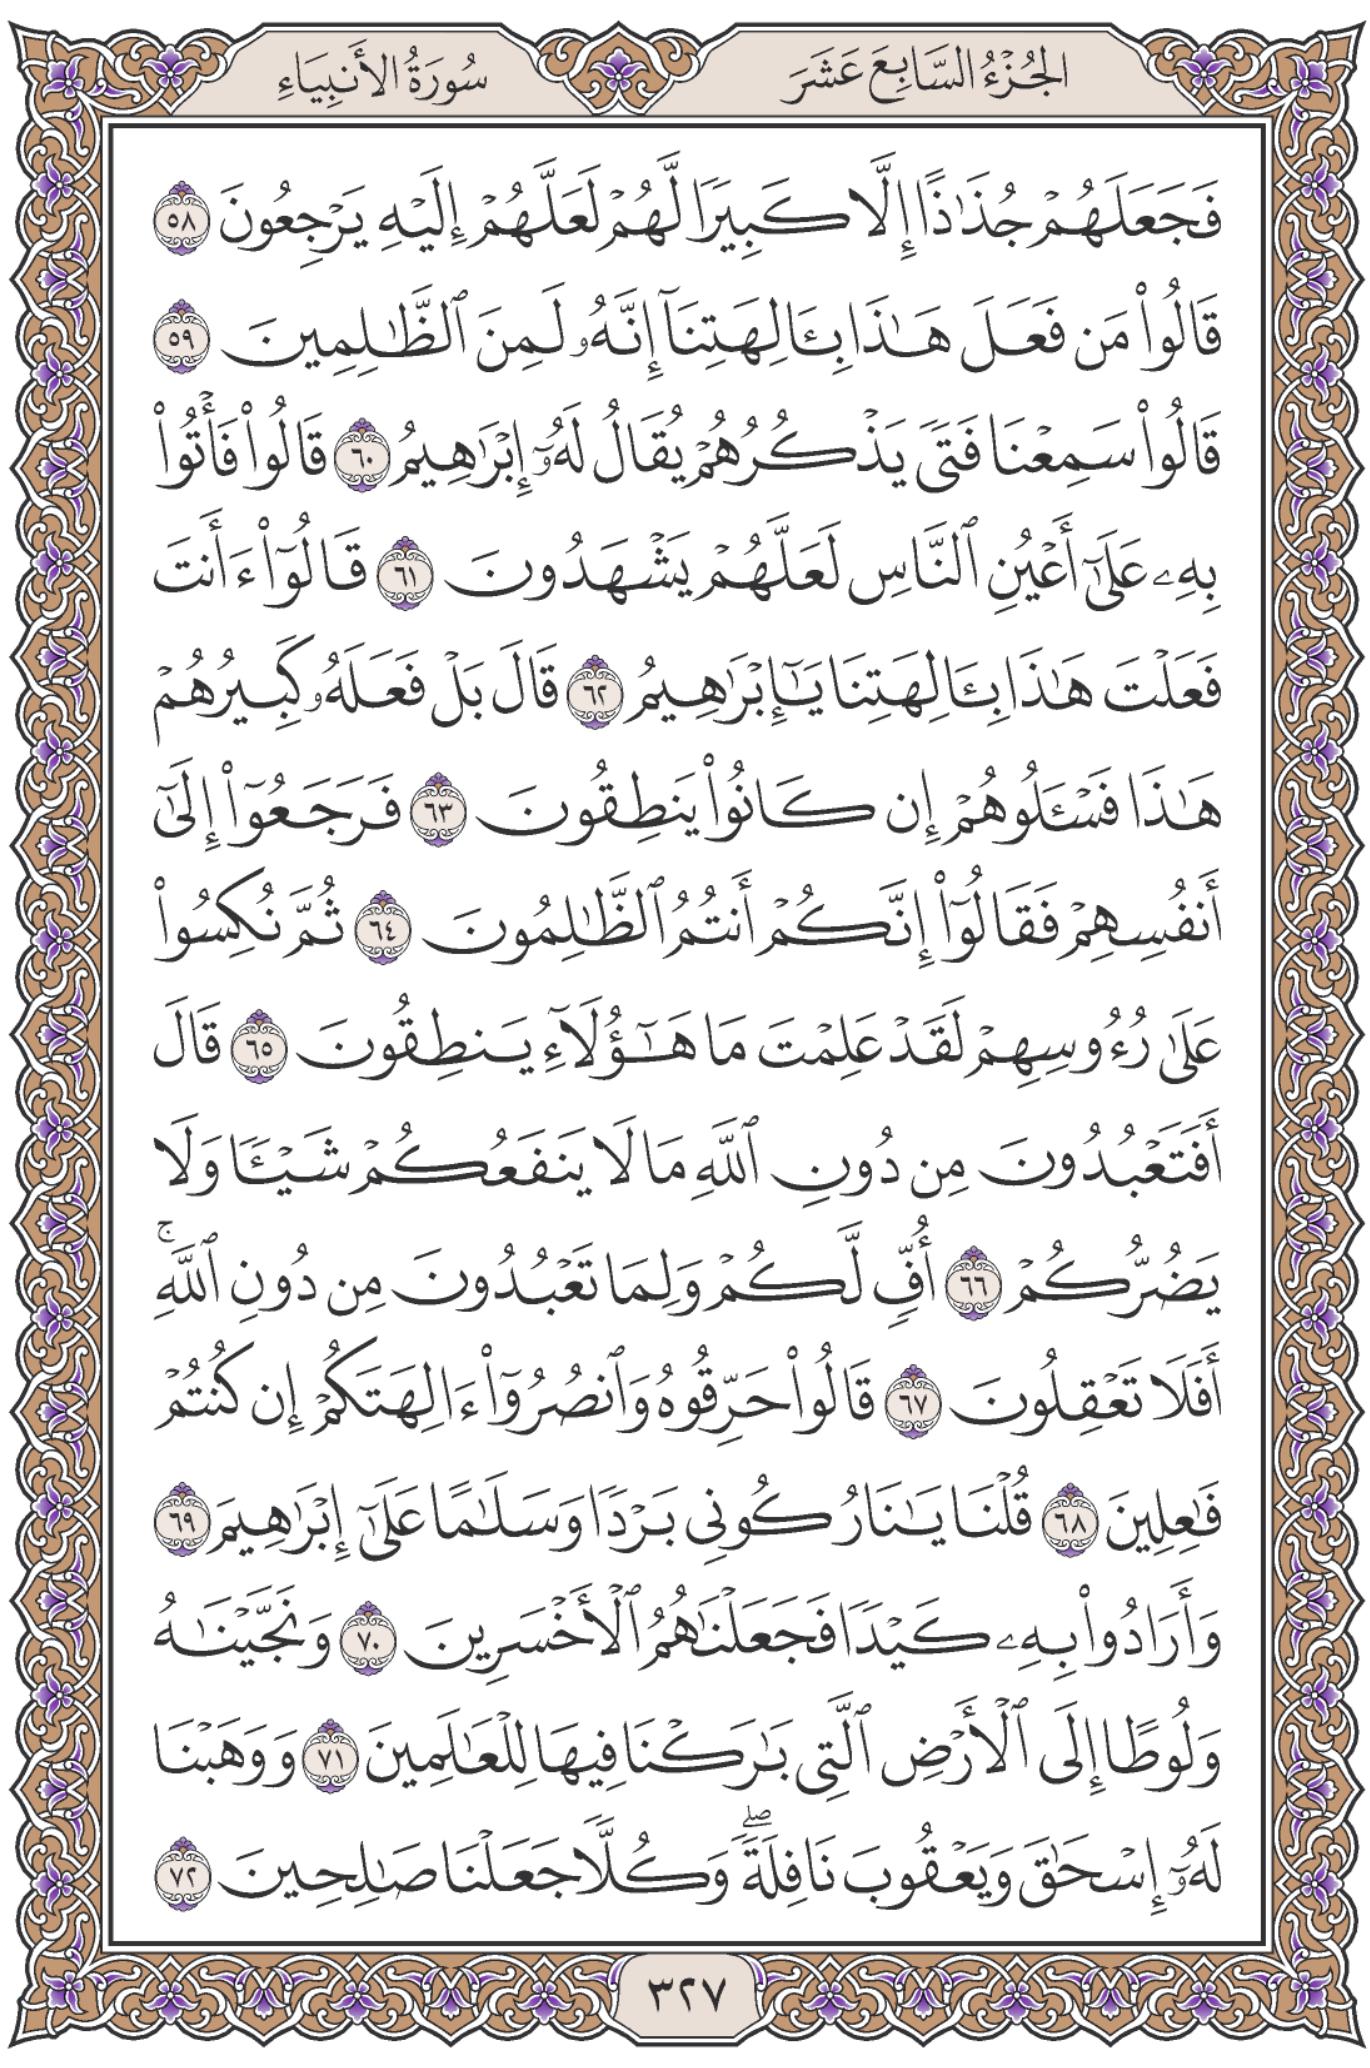 الجُزْءُ السَّابِعَ عَشَرَ
سُورَةُ الأَنبِيَاءِ
فَجَعَلَهُمْ جُذَٰذًا إِلَّا كَبِيرًا لَّهُمْ لَعَلَّهُمْ إِلَيْهِ يَرْجِعُونَ ٥٨
قَالُوا۟ مَن فَعَلَ هَٰذَا بِـَٔالِهَتِنَآ إِنَّهُۥ لَمِنَ ٱلظَّٰلِمِينَ ٥٩
قَالُوا۟ سَمِعْنَا فَتًى يَذْكُرُهُمْ يُقَالُ لَهُۥٓ إِبْرَٰهِيمُ ٦٠ قَالُوا۟ فَأْتُوا۟
بِهِۦ عَلَىٰٓ أَعْيُنِ ٱلنَّاسِ لَعَلَّهُمْ يَشْهَدُونَ ٦١ قَالُوٓا۟ ءَأَنتَ
فَعَلْتَ هَٰذَا بِـَٔالِهَتِنَا يَٰٓإِبْرَٰهِيمُ ٦٢ قَالَ بَلْ فَعَلَهُۥ كَبِيرُهُمْ
هَٰذَا فَسْـَٔلُوهُمْ إِن كَانُوا۟ يَنطِقُونَ ٦٣ فَرَجَعُوٓا۟ إِلَىٰٓ
أَنفُسِهِمْ فَقَالُوٓا۟ إِنَّكُمْ أَنتُمُ ٱلظَّٰلِمُونَ ٦٤ ثُمَّ نُكِسُوا۟
عَلَىٰ رُءُوسِهِمْ لَقَدْ عَلِمْتَ مَا هَٰٓؤُلَآءِ يَنطِقُونَ ٦٥ قَالَ
أَفَتَعْبُدُونَ مِن دُونِ ٱللَّهِ مَا لَا يَنفَعُكُمْ شَيْـًٔا وَلَا
يَضُرُّكُمْ ٦٦ أُفٍّ لَّكُمْ وَلِمَا تَعْبُدُونَ مِن دُونِ ٱللَّهِ ۚ
أَفَلَا تَعْقِلُونَ ٦٧ قَالُوا۟ حَرِّقُوهُ وَٱنصُرُوٓا۟ ءَالِهَتَكُمْ إِن كُنتُمْ
فَٰعِلِينَ ٦٨ قُلْنَا يَٰنَارُ كُونِى بَرْدًا وَسَلَٰمًا عَلَىٰٓ إِبْرَٰهِيمَ ٦٩
وَأَرَادُوا۟ بِهِۦ كَيْدًا فَجَعَلْنَٰهُمُ ٱلْأَخْسَرِينَ ٧٠ وَنَجَّيْنَٰهُ
وَلُوطًا إِلَى ٱلْأَرْضِ ٱلَّتِى بَٰرَكْنَا فِيهَا لِلْعَٰلَمِينَ ٧١ وَوَهَبْنَا
لَهُۥٓ إِسْحَٰقَ وَيَعْقُوبَ نَافِلَةً ۖ وَكُلًّا جَعَلْنَا صَٰلِحِينَ ٧٢
٣٢٧